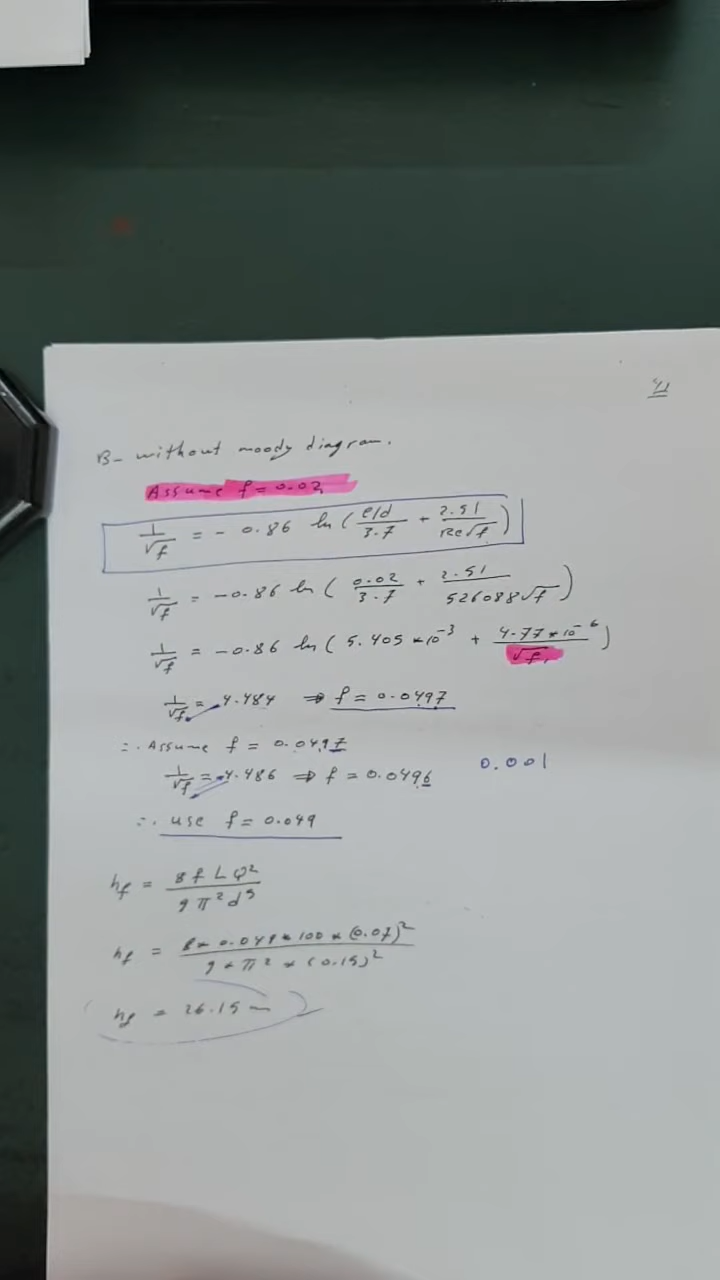 B- without moody diagram.
Assume f = 0.02
1/√f = - 0.86 ln ( e/d / 3.7 + 2.51 / Re√f )
1/√f = -0.86 ln ( 0.02 / 3.7 + 2.51 / 526088√f )
1/√f = -0.86 ln ( 5.405 * 10⁻³ + 4.77 * 10⁻⁶ / √f )
1/√f = 4.484 ⇒ f = 0.0497
∴ Assume f = 0.0497
1/√f = 4.486 ⇒ f = 0.0496 0.001
∴ use f = 0.049
hf = 8 f L Q² / g π² d⁵
hf = 8 * 0.049 * 100 * (0.07)² / g * π² * (0.15)²
hf = 26.15 m